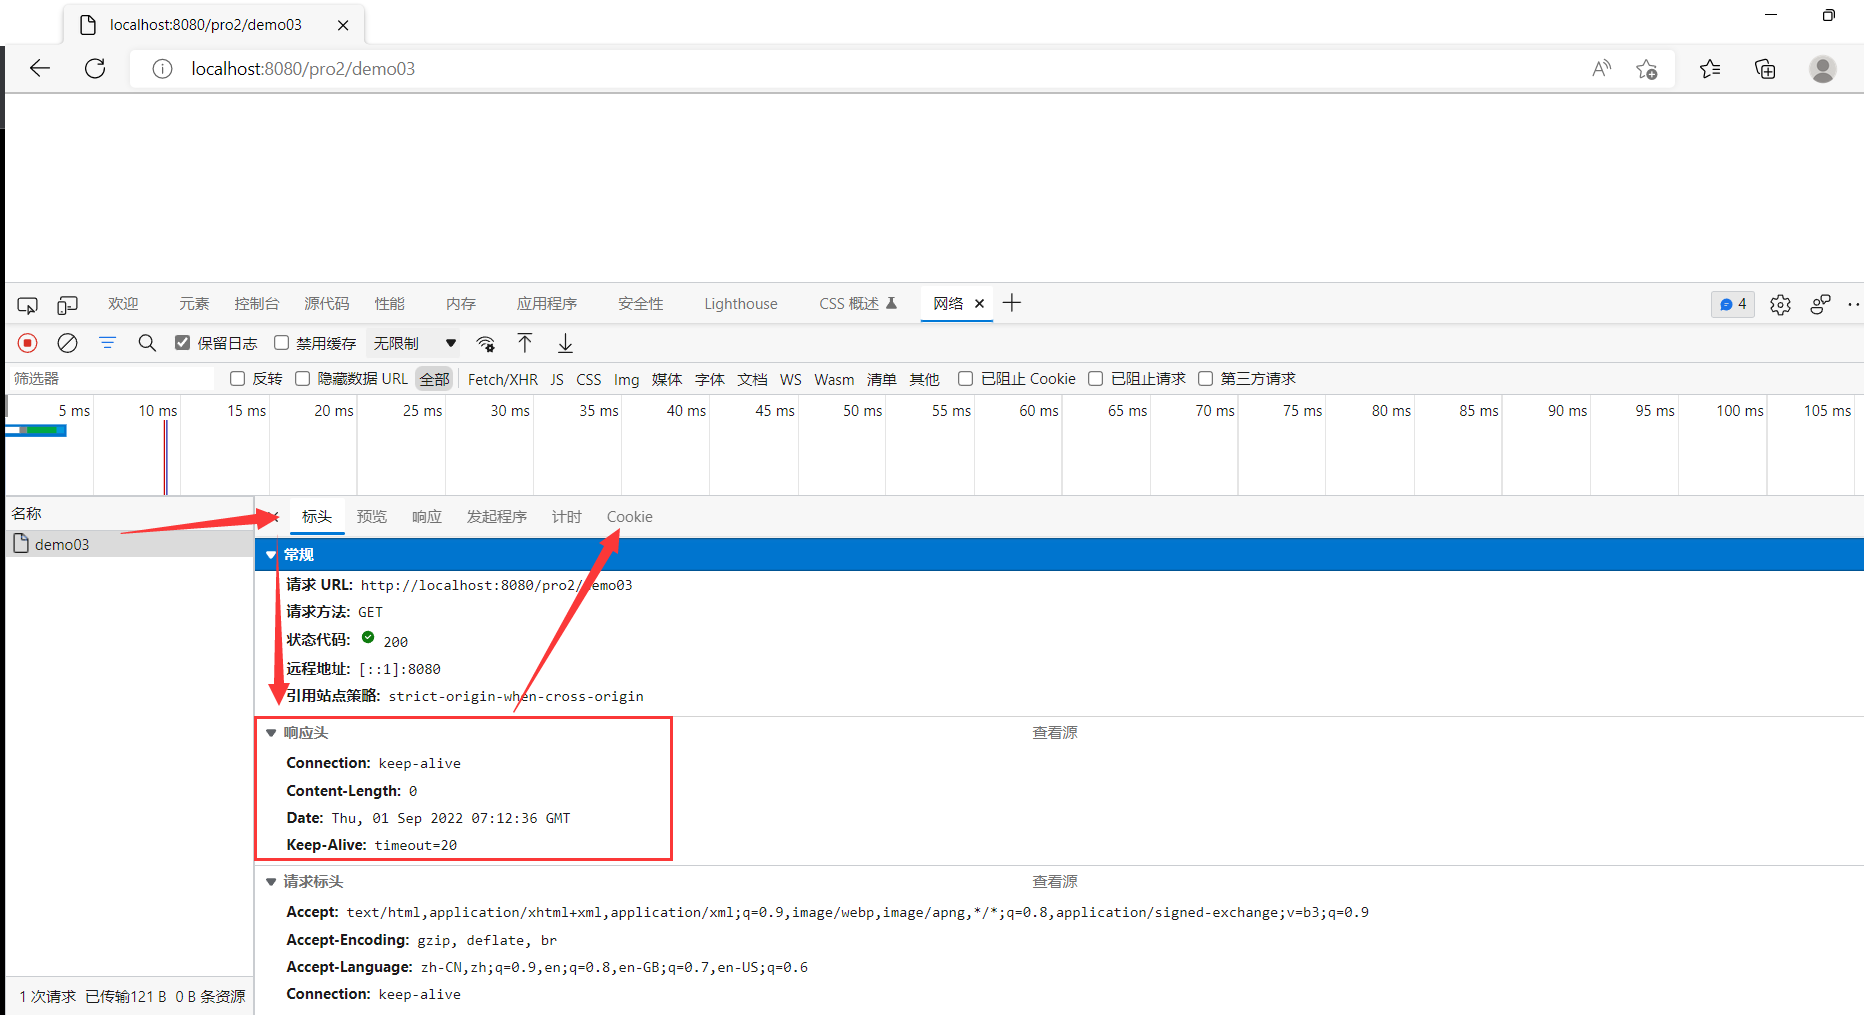 localhost:8080/pro2/demo03
localhost:8080/pro2/demo03
欢迎 元素 控制台 源代码 性能 内存 应用程序 安全性 Lighthouse CSS 概述 网络 4
保留日志 禁用缓存 无限制
筛选器 反转 隐藏数据 URL 全部 Fetch/XHR JS CSS Img 媒体 字体 文档 WS Wasm 清单 其他 已阻止 Cookie 已阻止请求 第三方请求
5 ms 10 ms 15 ms 20 ms 25 ms 30 ms 35 ms 40 ms 45 ms 50 ms 55 ms 60 ms 65 ms 70 ms 75 ms 80 ms 85 ms 90 ms 95 ms 100 ms 105 ms
名称
demo03
标头 预览 响应 发起程序 计时 Cookie
常规
请求 URL: http://localhost:8080/pro2/demo03
请求方法: GET
状态代码: 200
远程地址: [::1]:8080
引用站点策略: strict-origin-when-cross-origin
响应头 查看源
Connection: keep-alive
Content-Length: 0
Date: Thu, 01 Sep 2022 07:12:36 GMT
Keep-Alive: timeout=20
请求标头 查看源
Accept: text/html,application/xhtml+xml,application/xml;q=0.9,image/webp,image/apng,*/*;q=0.8,application/signed-exchange;v=b3;q=0.9
Accept-Encoding: gzip, deflate, br
Accept-Language: zh-CN,zh;q=0.9,en;q=0.8,en-GB;q=0.7,en-US;q=0.6
Connection: keep-alive
1 次请求 已传输121 B 0 B 条资源